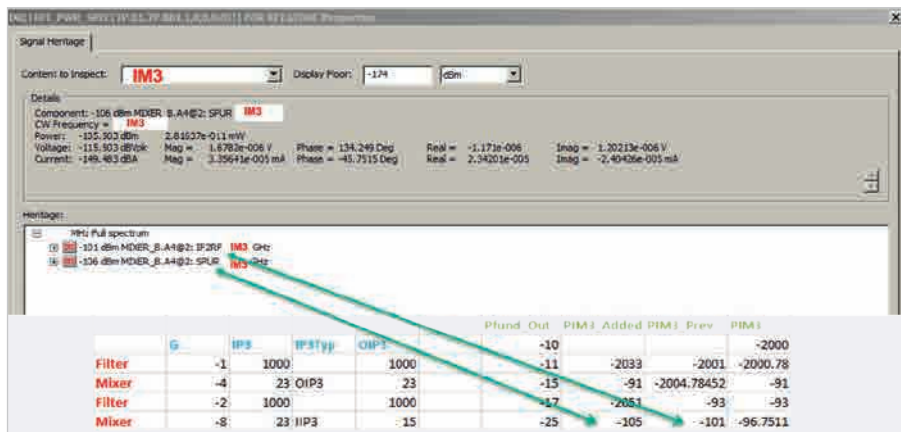 Signal Heritage
Content to Inspect: IM3 Display Floor: -174 dBm
Details
Component: -106 dBm MIXER_B.A4@2: SPUR IM3
CW Frequency = IM3
Power: -105.503 dBm 2.81637e-011 mW
Voltage: -115.503 dBVpk Mag = 1.6782e-006 V Phase = 134.249 Deg Real = -1.171e-006 Imag = 1.20213e-006 V
Current: -149.483 dBA Mag = 3.35641e-005 mA Phase = -45.7515 Deg Real = 2.34201e-005 Imag = -2.40426e-005 mA
Heritage:
MHz Full spectrum
-101 dBm MIXER_B.A4@2: IF2RF IM3 GHz
-106 dBm MIXER_B.A4@2: SPUR IM3 GHz
Pfund_Out PIM3_Added PIM3_Prev PIM3
G IP3 IP3Typ OIP3 -10 -2000
Filter -1 1000 1000 -11 -2033 -2001 -2000.78
Mixer -4 23 OIP3 23 -15 -91 -2004.78452 -91
Filter -2 1000 1000 -17 -2051 -93 -93
Mixer -8 23 IIP3 15 -25 -105 -101 -96.7511